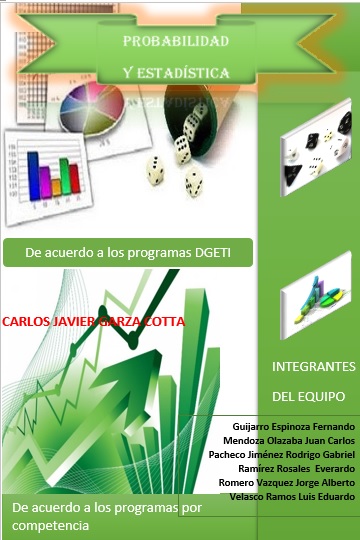 PROBABILIDAD
Y ESTADÍSTICA
De acuerdo a los programas DGETI
CARLOS JAVIER GARZA COTTA
INTEGRANTES
DEL EQUIPO
Guijarro Espinoza Fernando
Mendoza Olazaba Juan Carlos
Pacheco Jiménez Rodrigo Gabriel
Ramírez Rosales Everardo
Romero Vazquez Jorge Alberto
Velasco Ramos Luis Eduardo
De acuerdo a los programas por
competencia